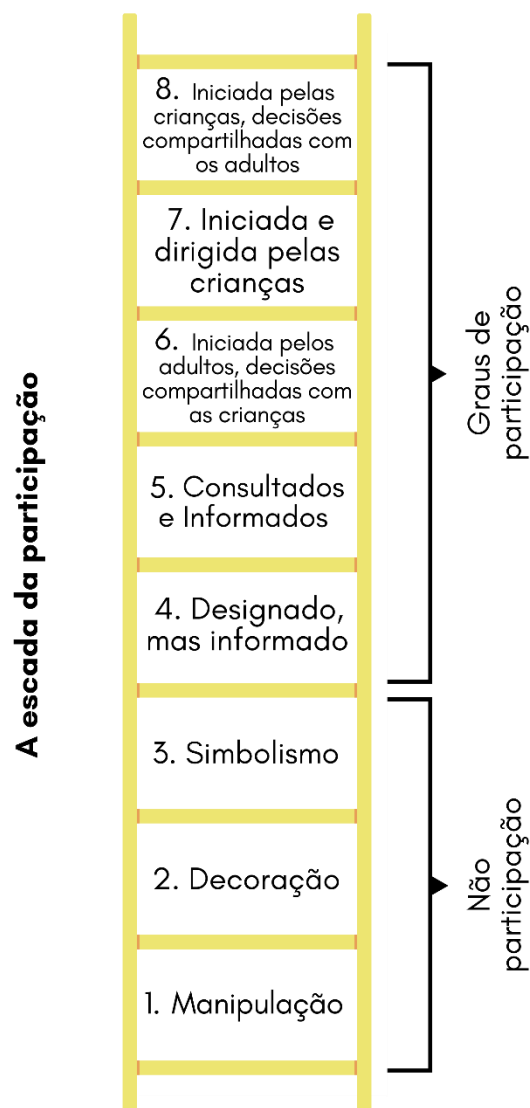 A escada da participação
8. Iniciada pelas
crianças, decisões
compartilhadas com
os adultos
7. Iniciada e
dirigida pelas
crianças
6. Iniciada pelos
adultos, decisões
compartilhadas com
as crianças
5. Consultados
e Informados
4. Designado,
mas informado
Graus de
participação
3. Simbolismo
2. Decoração
1. Manipulação
Não
participação